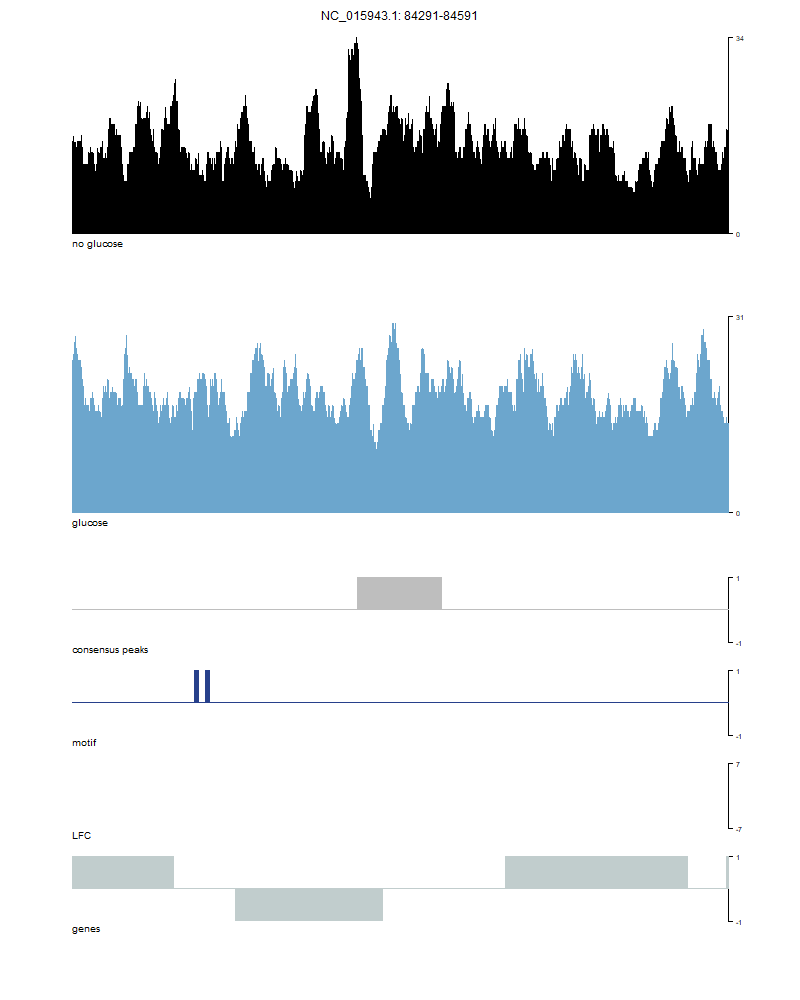 NC_015943.1: 84291-84591
34
0
no glucose
31
0
glucose
1
-1
consensus peaks
1
-1
motif
7
-7
LFC
1
-1
genes